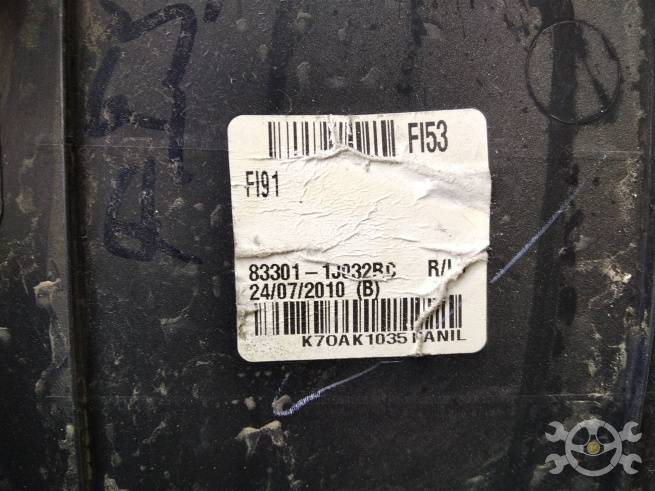 FI53
FI91
83301-1J032BC R/L
24/07/2010 (B)
K70AK1035 PANIL